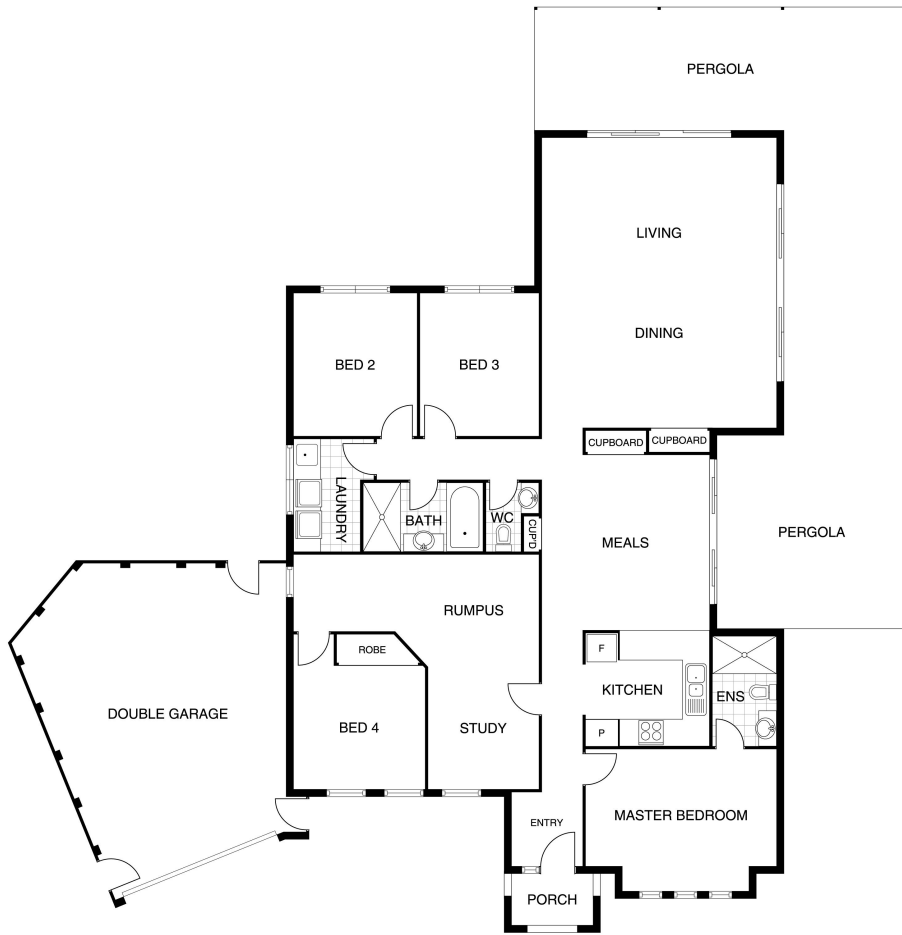 PERGOLA
LIVING
DINING
BED 2
BED 3
CUPBOARD
CUPBOARD
LAUNDRY
BATH
WC
CUP'D
MEALS
PERGOLA
RUMPUS
ROBE
F
KITCHEN
ENS
DOUBLE GARAGE
BED 4
STUDY
P
MASTER BEDROOM
ENTRY
PORCH